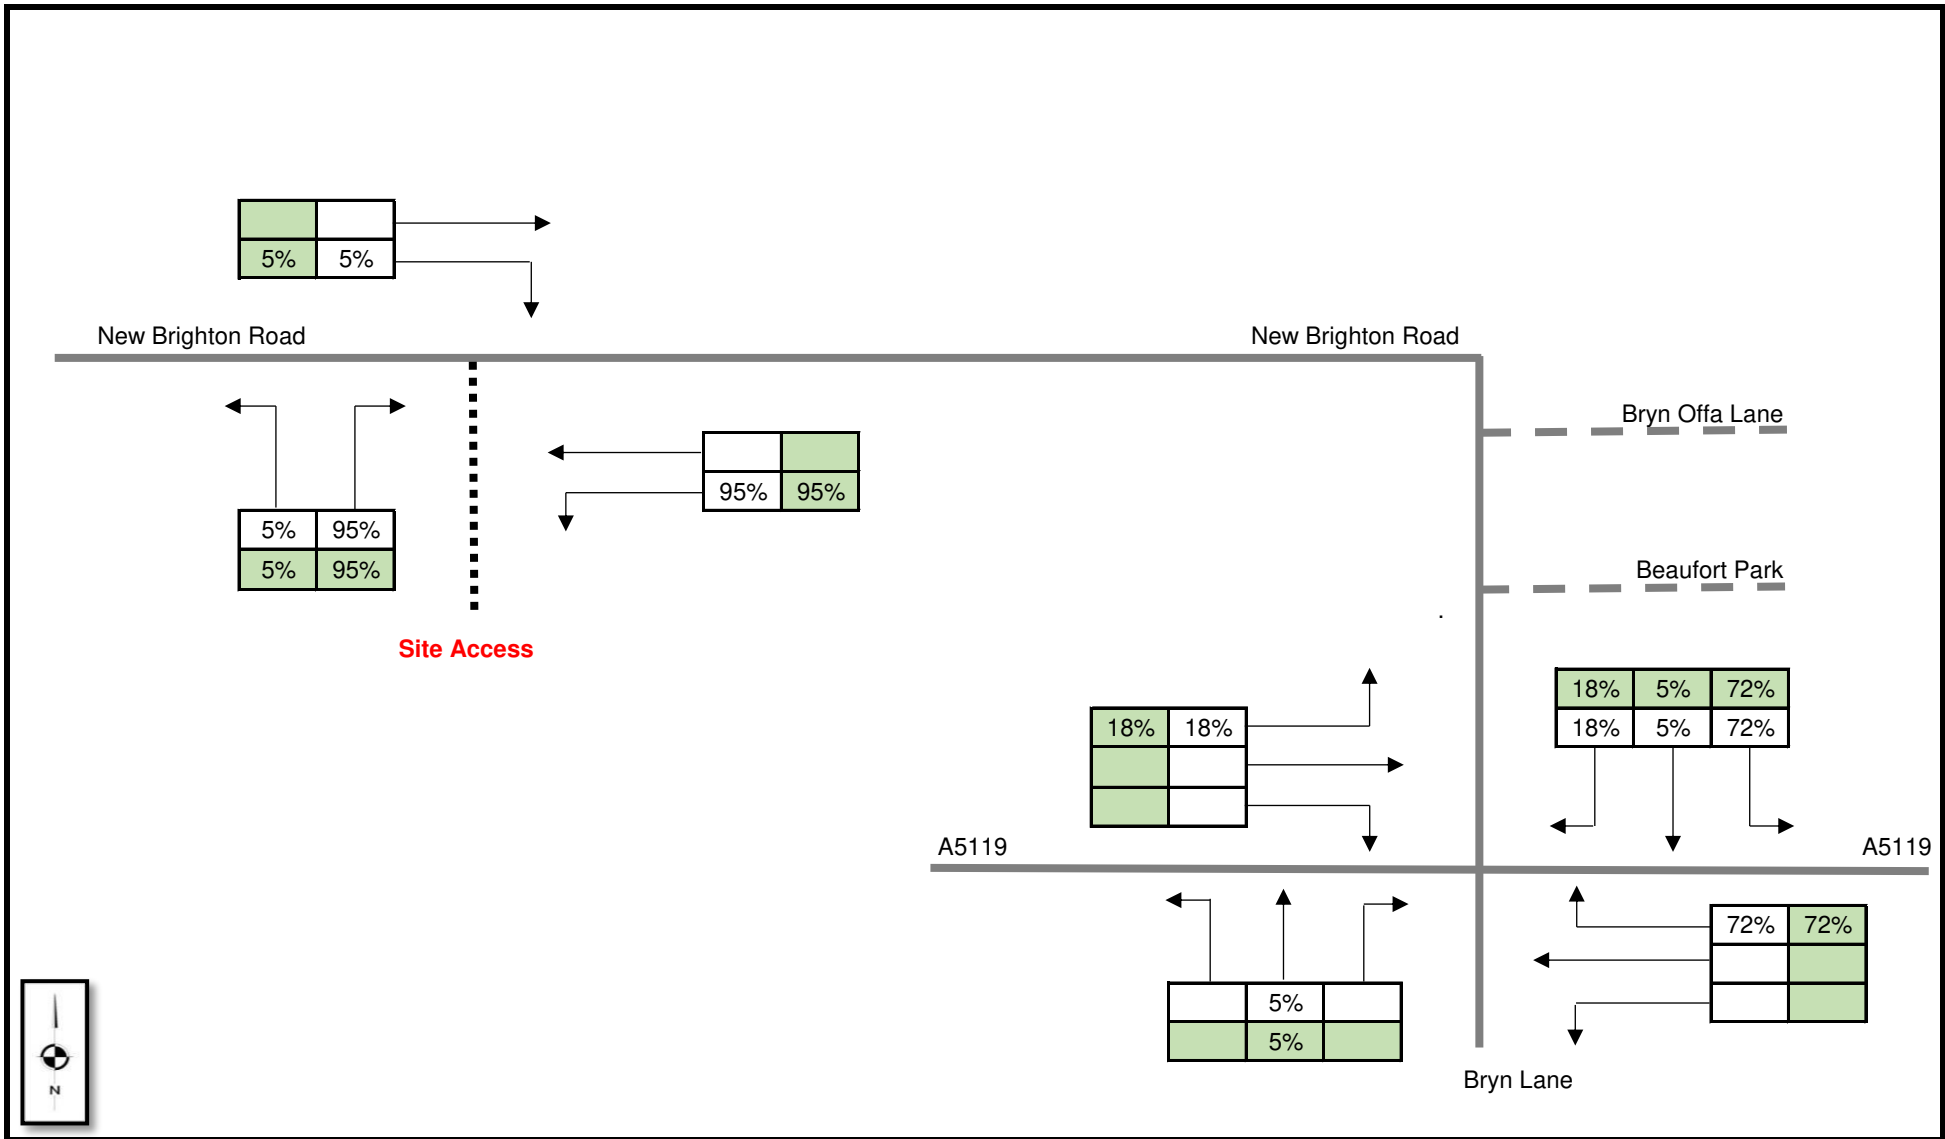 5% 5%
New Brighton Road
New Brighton Road
Bryn Offa Lane
95% 95%
5% 95%
5% 95%
Beaufort Park
.
Site Access
18% 5% 72%
18% 5% 72%
18% 18%
A5119
A5119
72% 72%
5%
5%
Bryn Lane
N